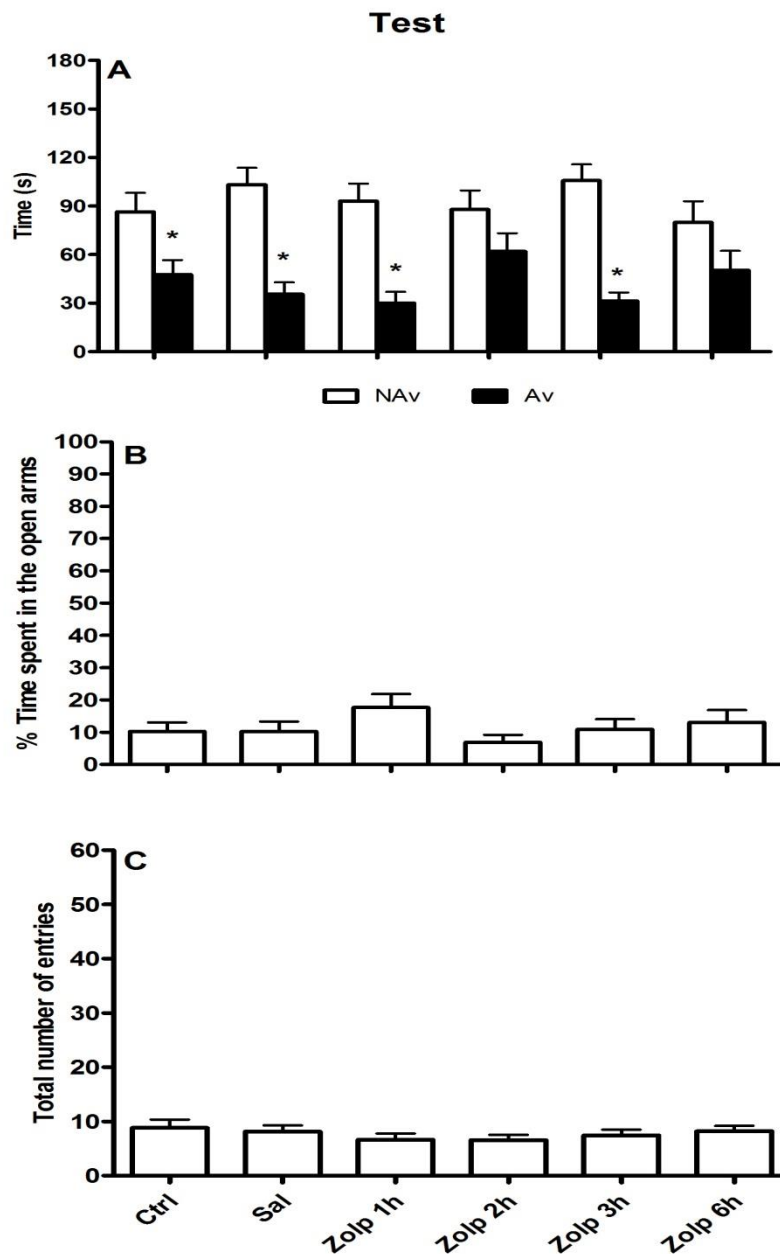 Test
A
Time (s)
180
150
120
90
60
30
0
* * * *
NAv Av
B
% Time spent in the open arms
100
90
80
70
60
50
40
30
20
10
0
C
Total number of entries
60
50
40
30
20
10
0
Ctrl Sal Zolp 1h Zolp 2h Zolp 3h Zolp 6h